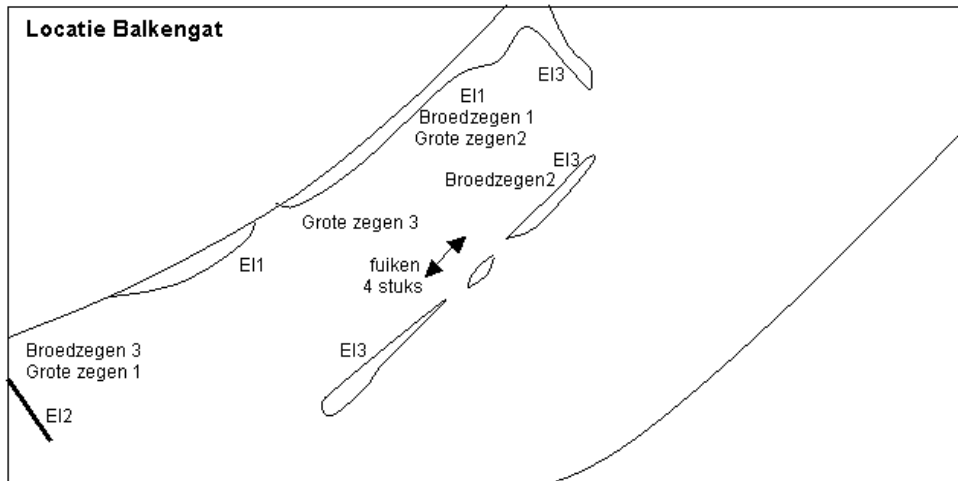 Locatie Balkengat
El3
El1
Broedzegen 1
Grote zegen2
El3
Broedzegen2
Grote zegen 3
El1
fuiken
4 stuks
El3
Broedzegen 3
Grote zegen 1
El2